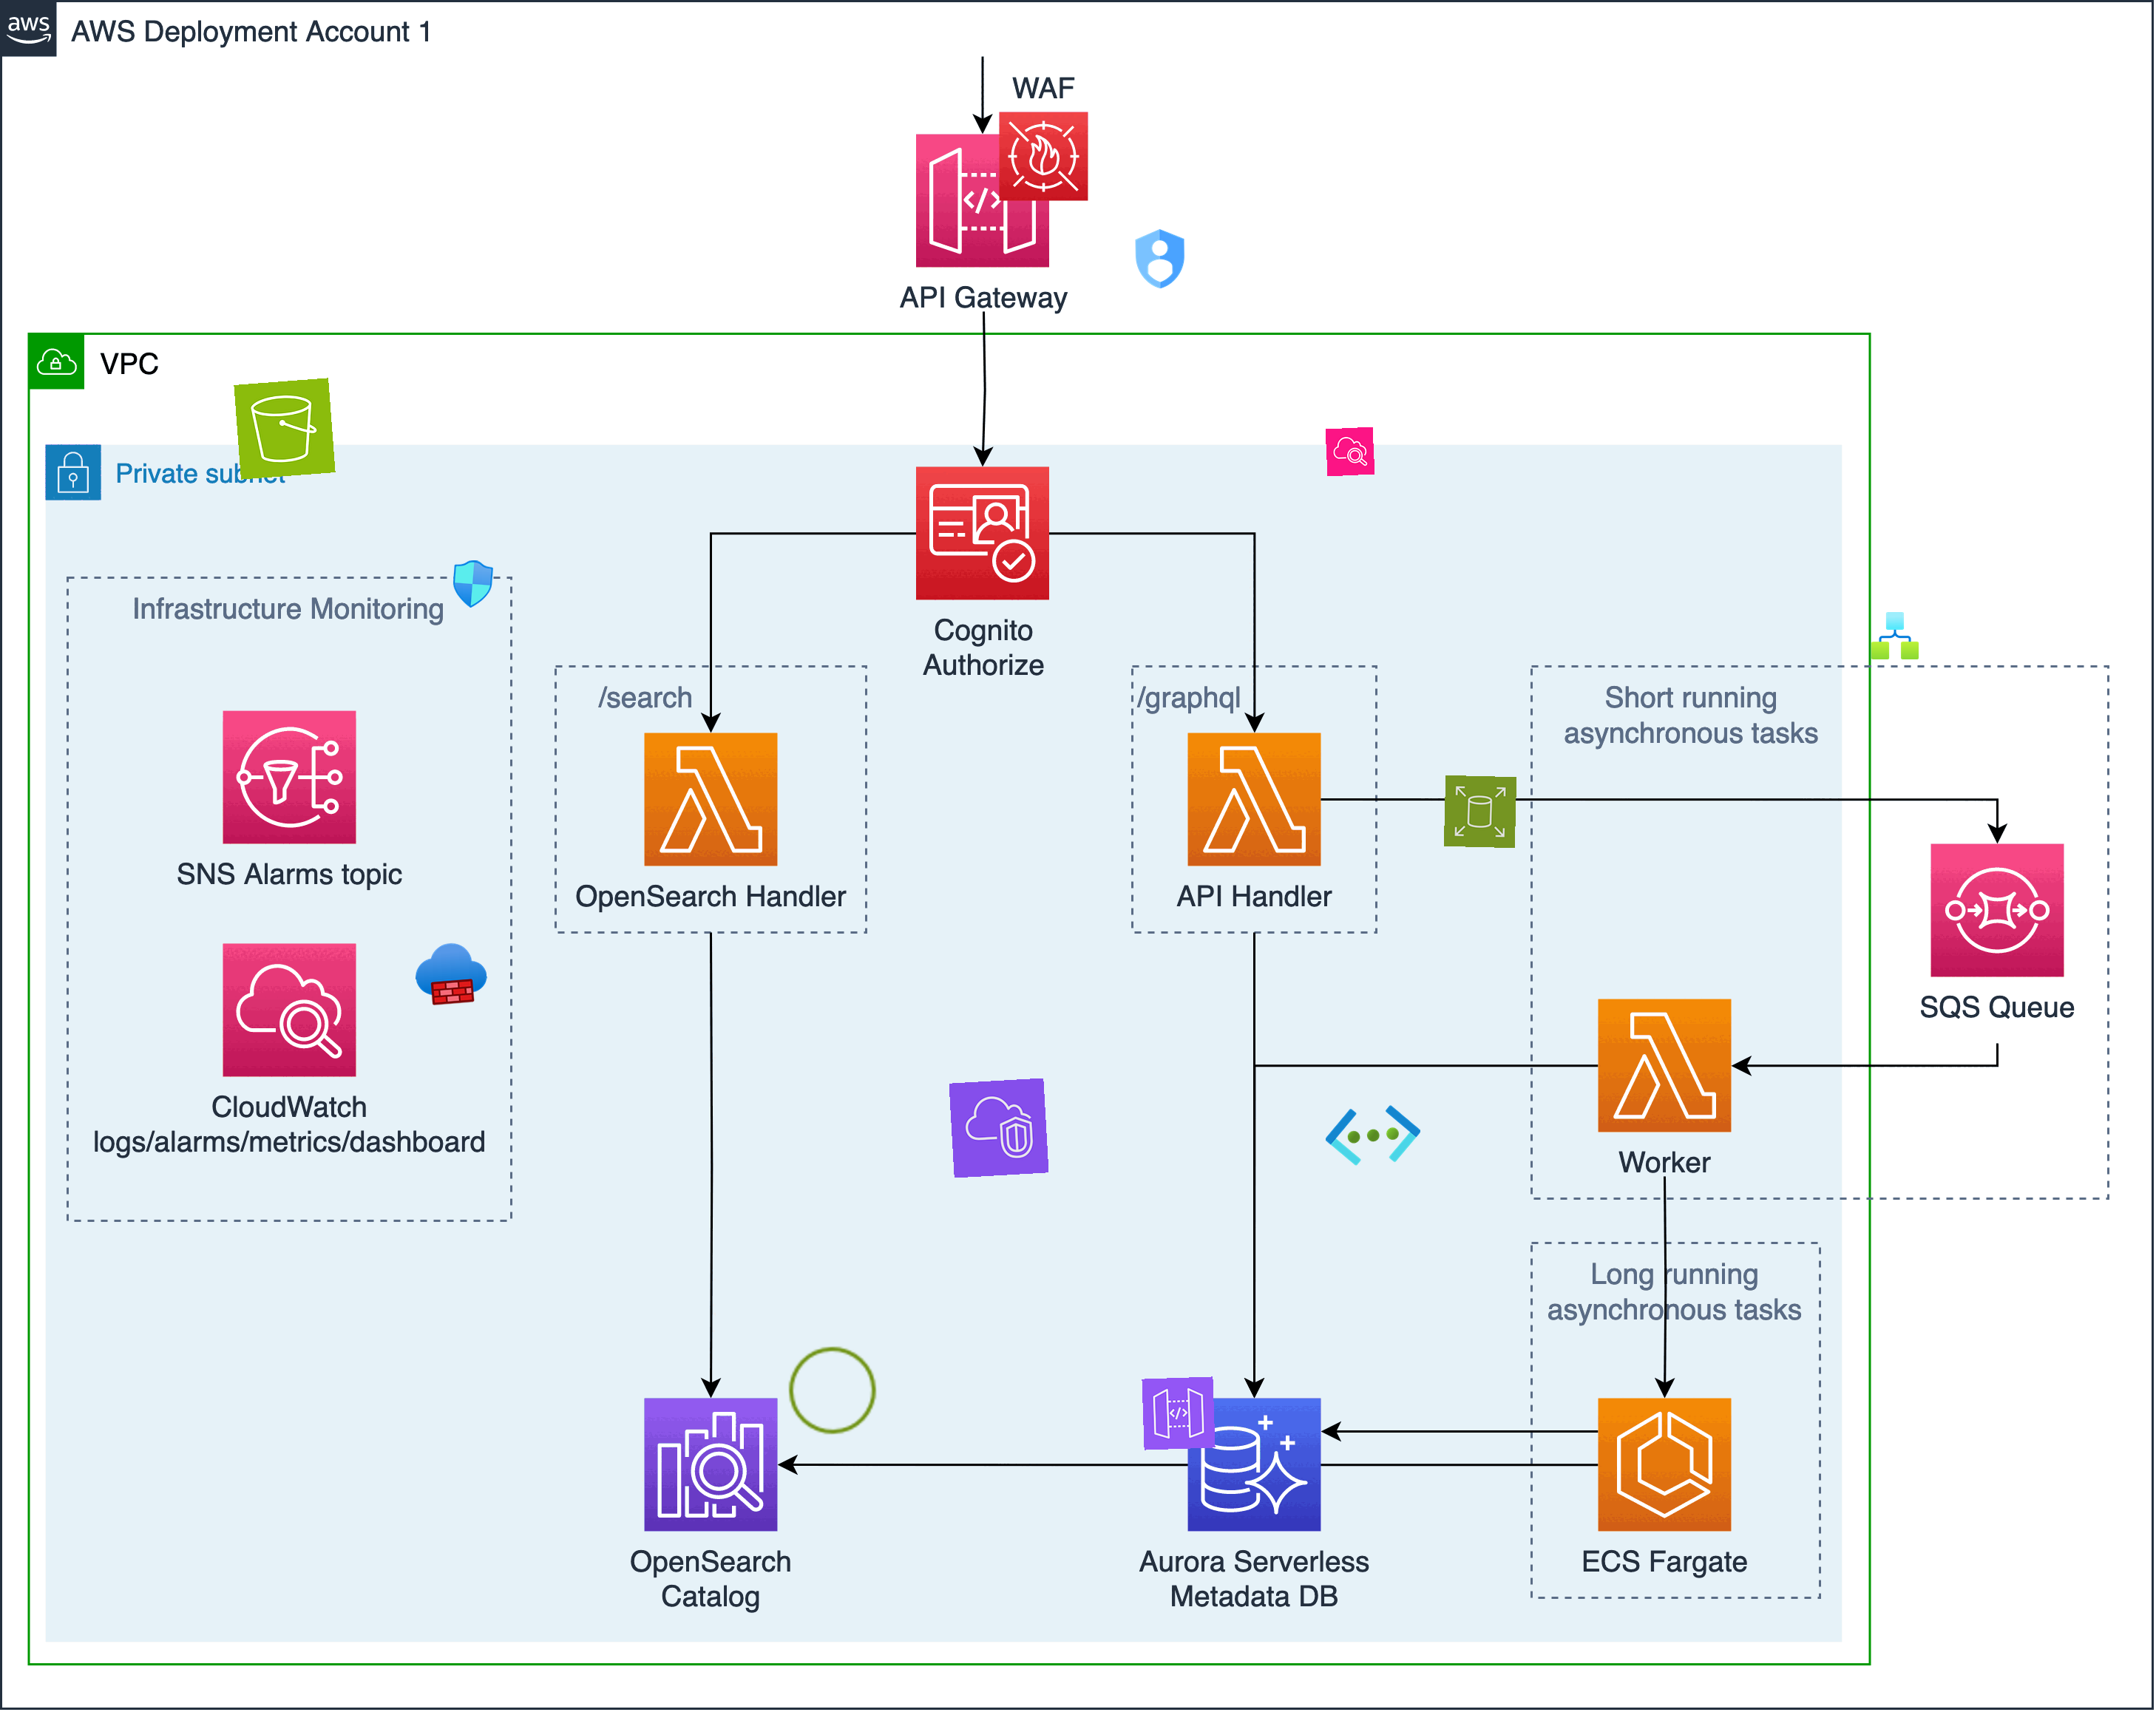 aws
AWS Deployment Account 1
WAF
API Gateway
VPC
Private subnet
Cognito
Authorize
Infrastructure Monitoring
/search
/graphql
Short running
asynchronous tasks
SNS Alarms topic
OpenSearch Handler
API Handler
SQS Queue
CloudWatch
logs/alarms/metrics/dashboard
Worker
Long running
asynchronous tasks
OpenSearch
Catalog
Aurora Serverless
Metadata DB
ECS Fargate